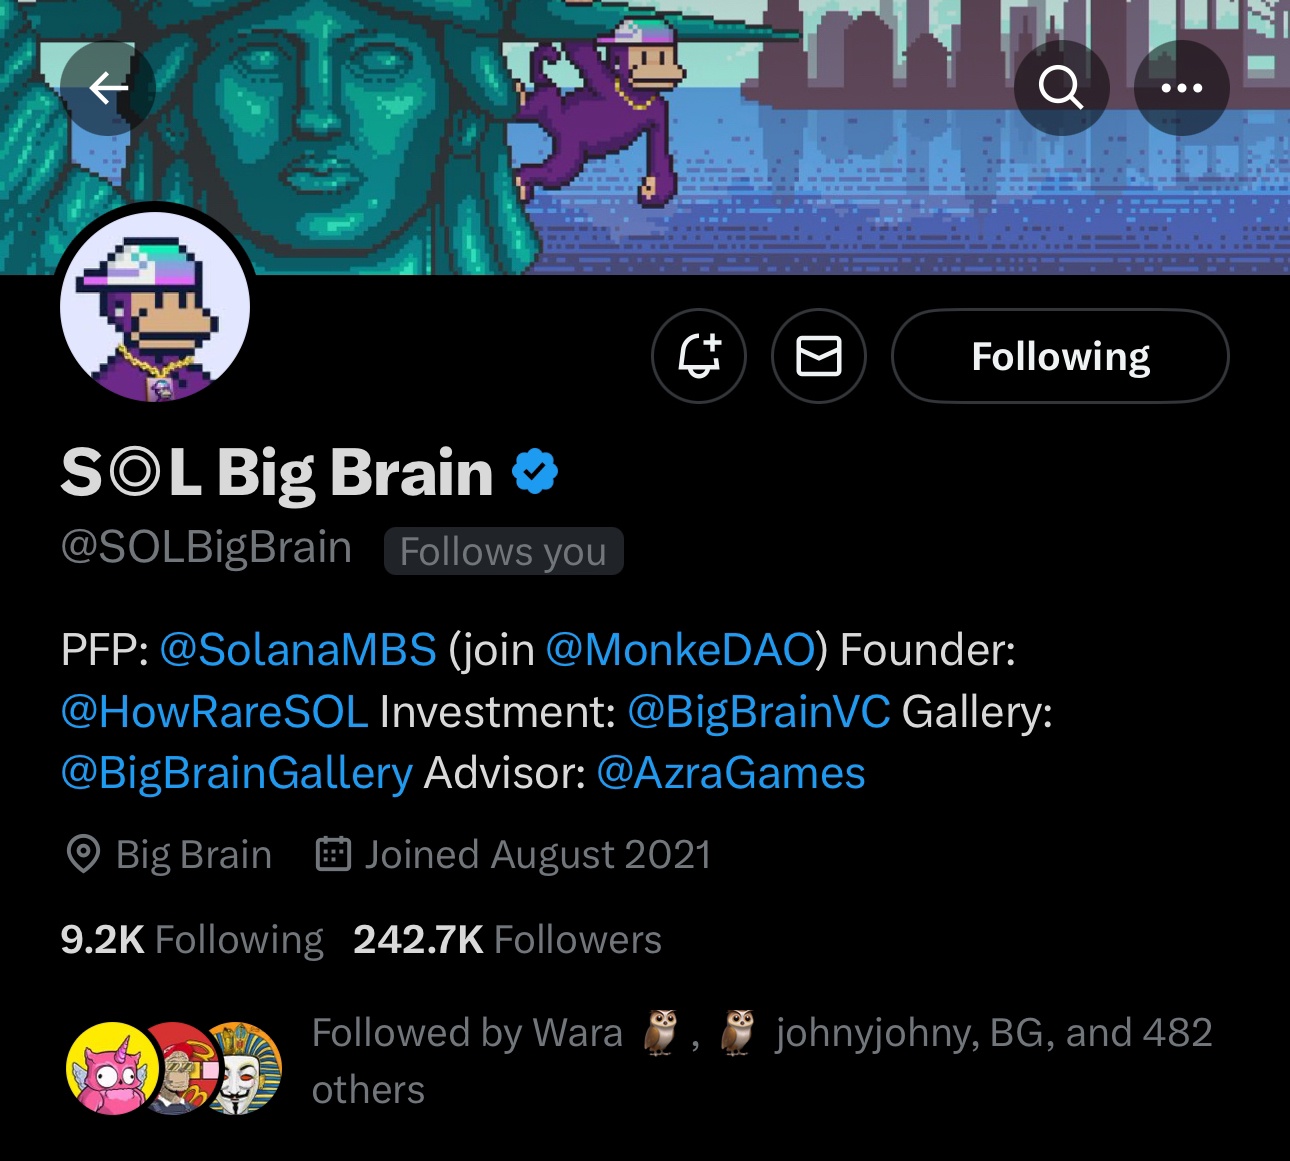 Following
S◎L Big Brain
@SOLBigBrain Follows you
PFP: @SolanaMBS (join @MonkeDAO) Founder:
@HowRareSOL Investment: @BigBrainVC Gallery:
@BigBrainGallery Advisor: @AzraGames
Big Brain Joined August 2021
9.2K Following 242.7K Followers
Followed by Wara 🦉, 🦉 johnyjohny, BG, and 482
others